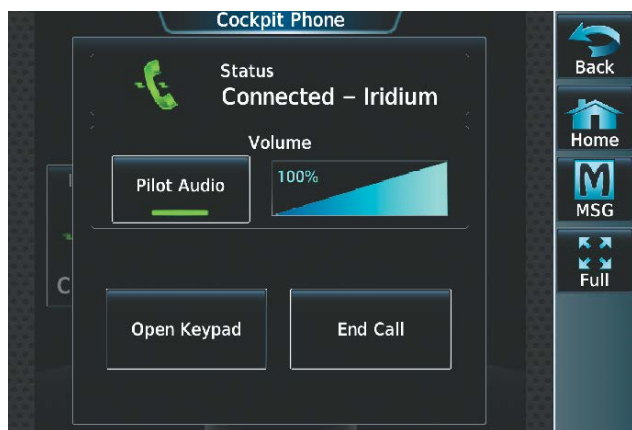 Cockpit Phone
Status
Connected – Iridium
Volume
Pilot Audio
100%
Open Keypad
End Call
Back
Home
MSG
Full